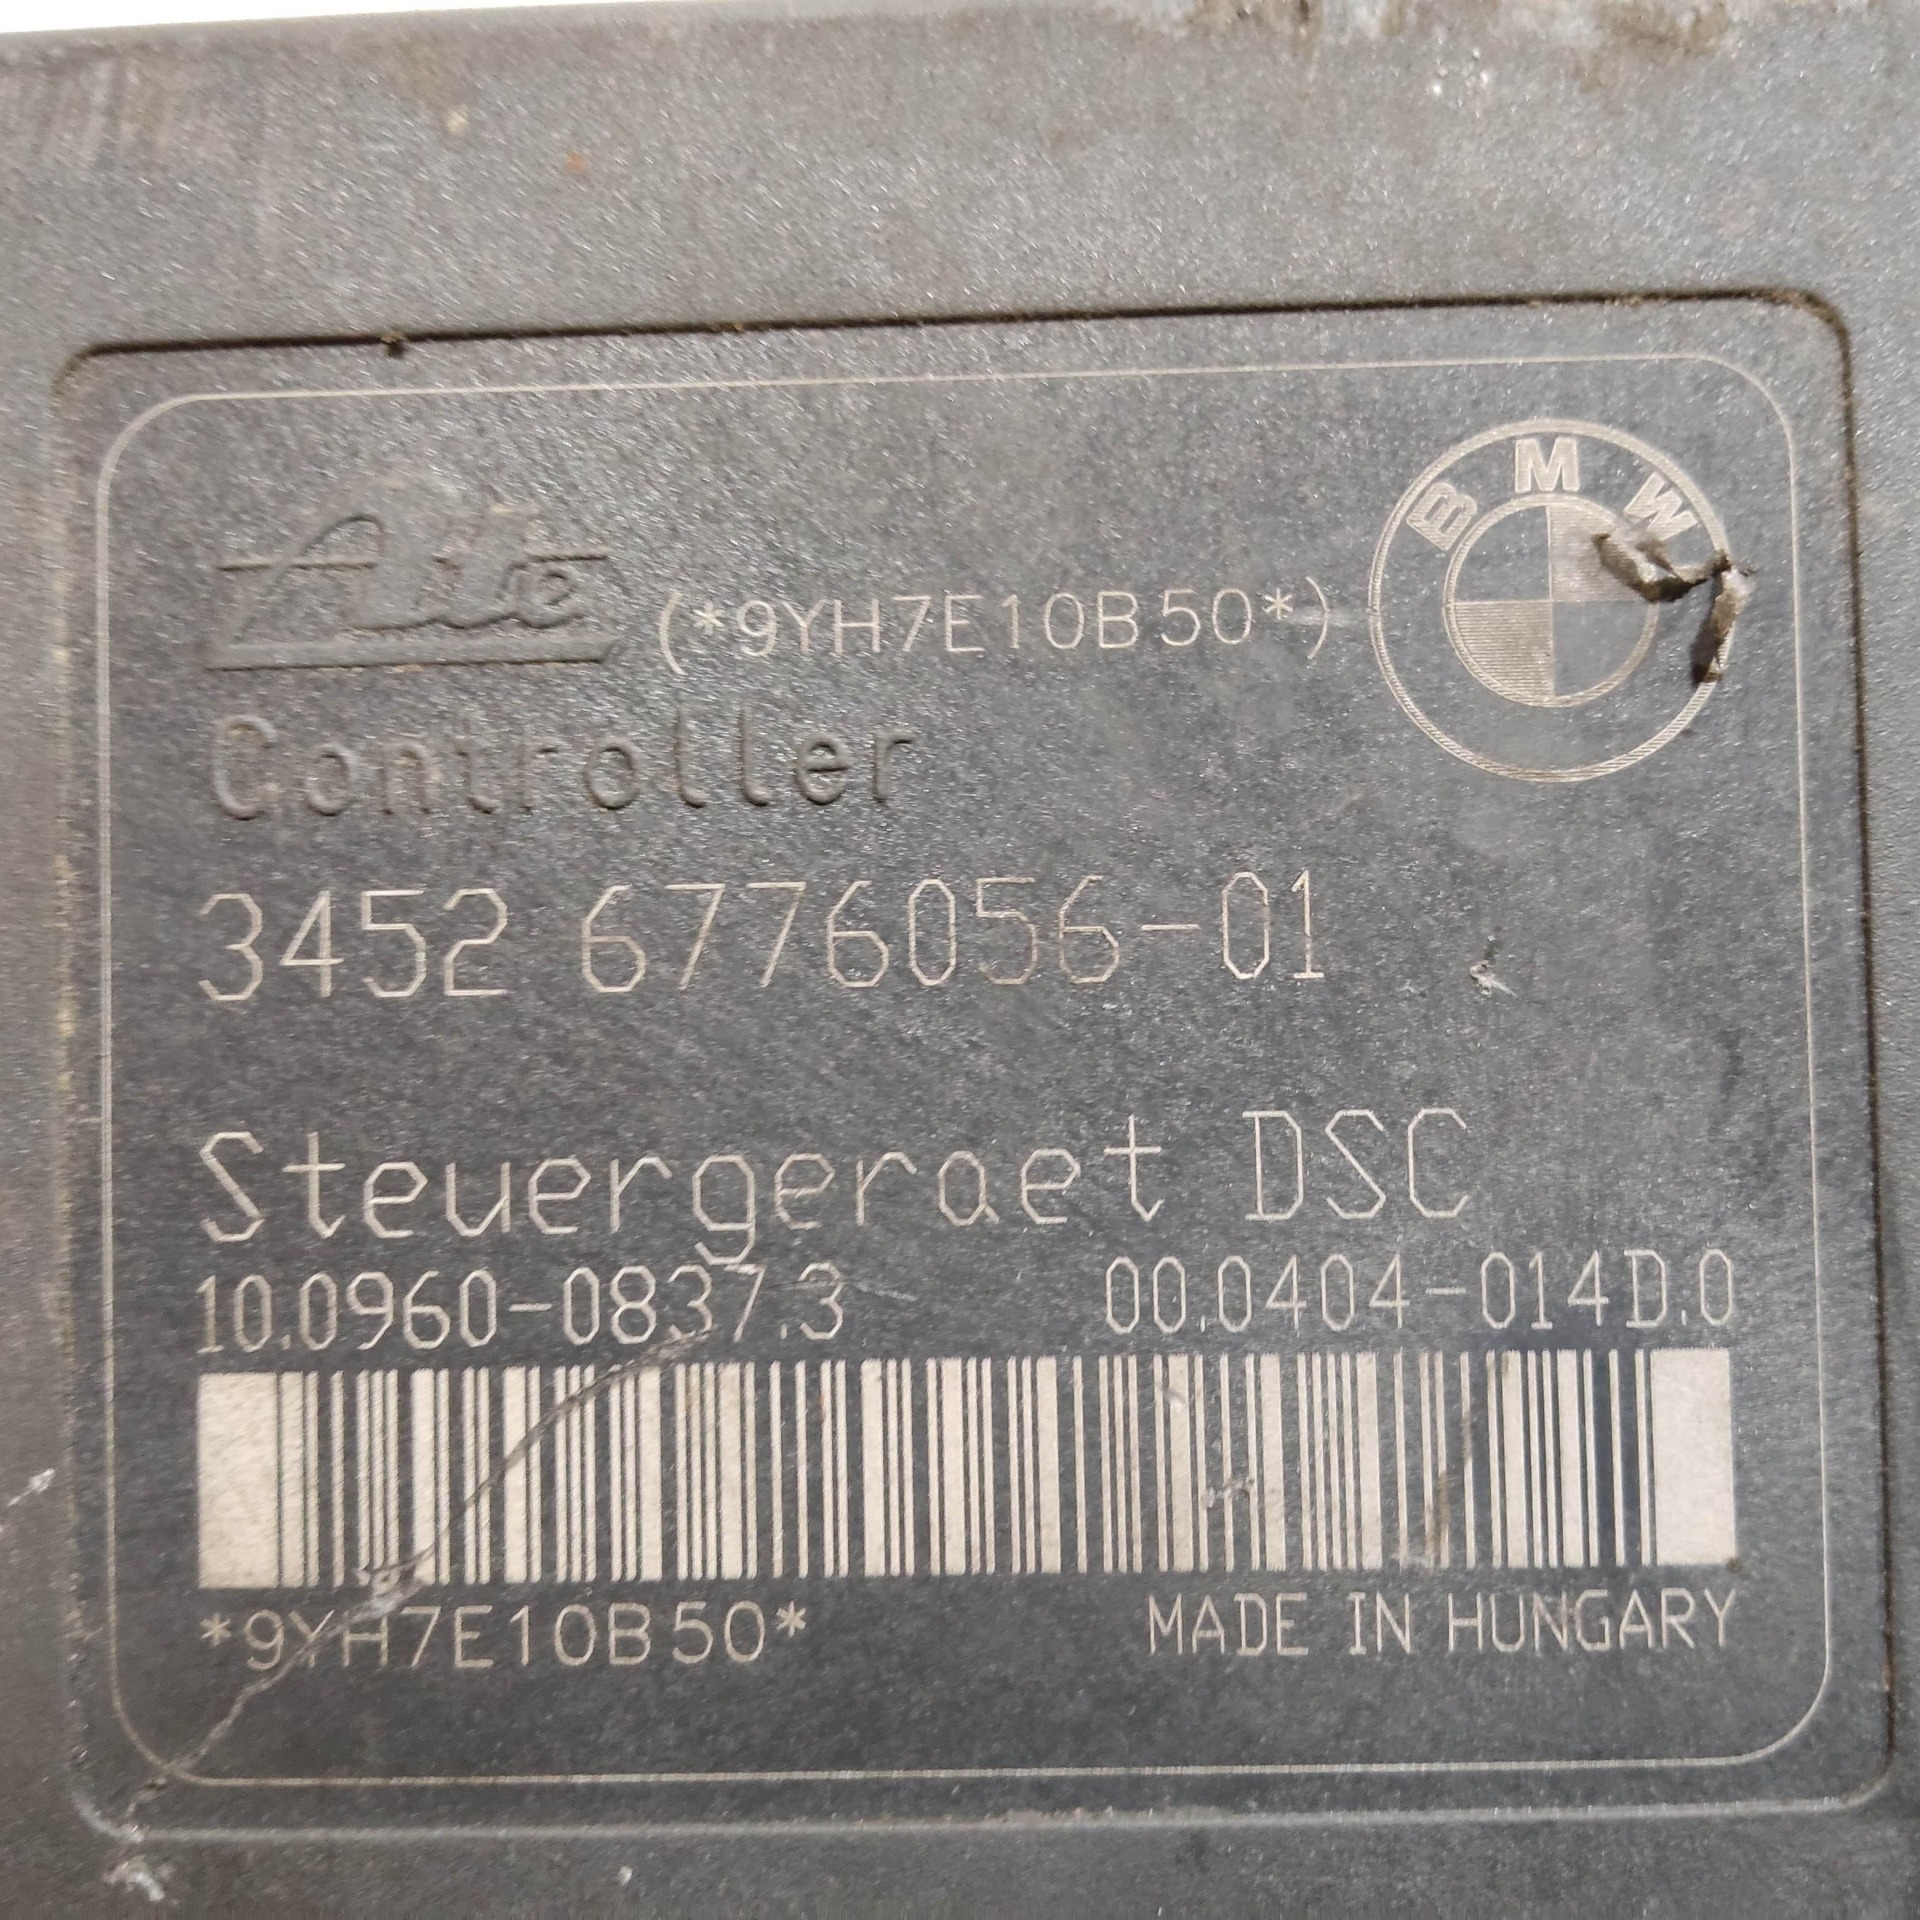 Ate (*9YH7E10B50*)
BMW
Controller
3452 6776056-01
Steuergeraet DSC
10.0960-0837.3 00.0404-014D.0
*9YH7E10B50* MADE IN HUNGARY